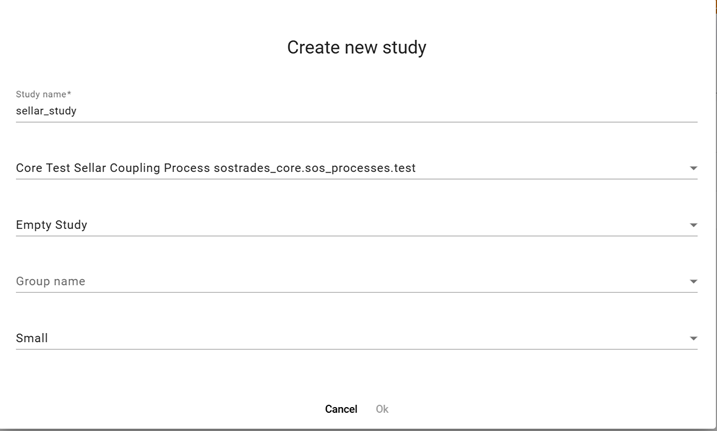 Create new study
Study name*
sellar_study
Core Test Sellar Coupling Process sostrades_core.sos_processes.test
Empty Study
Group name
Small
Cancel Ok